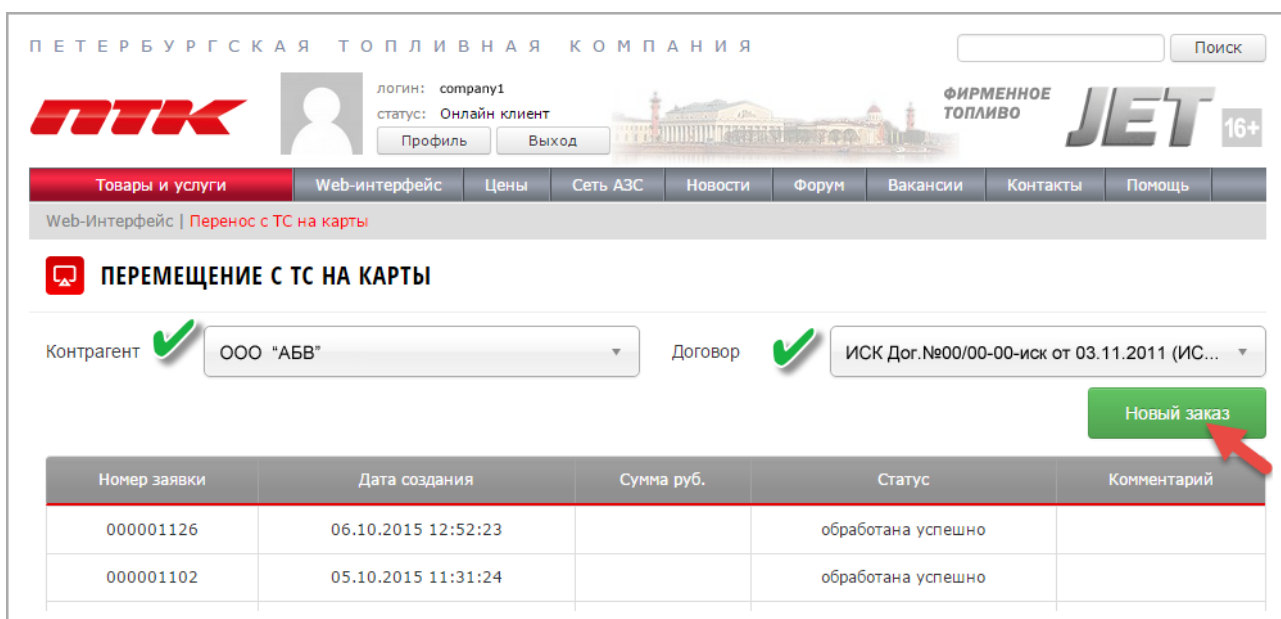 ПЕТЕРБУРГСКАЯ ТОПЛИВНАЯ КОМПАНИЯ
Поиск
ПТК
логин: company1
статус: Онлайн клиент
Профиль Выход
ФИРМЕННОЕ
ТОПЛИВО
JET
16+
Товары и услуги Web-интерфейс Цены Сеть АЗС Новости Форум Вакансии Контакты Помощь
Web-Интерфейс | Перенос с ТС на карты
ПЕРЕМЕЩЕНИЕ С ТС НА КАРТЫ
Контрагент ООО "АБВ" Договор ИСК Дог.№00/00-00-иск от 03.11.2011 (ИС...
Новый заказ
Номер заявки Дата создания Сумма руб. Статус Комментарий
000001126 06.10.2015 12:52:23 обработана успешно
000001102 05.10.2015 11:31:24 обработана успешно